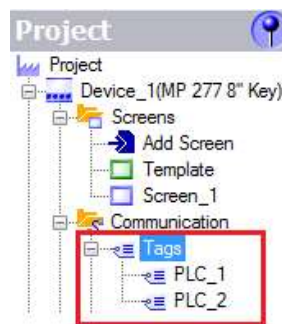 Project
Project
Device_1(MP 277 8" Key)
Screens
Add Screen
Template
Screen_1
Communication
Tags
PLC_1
PLC_2